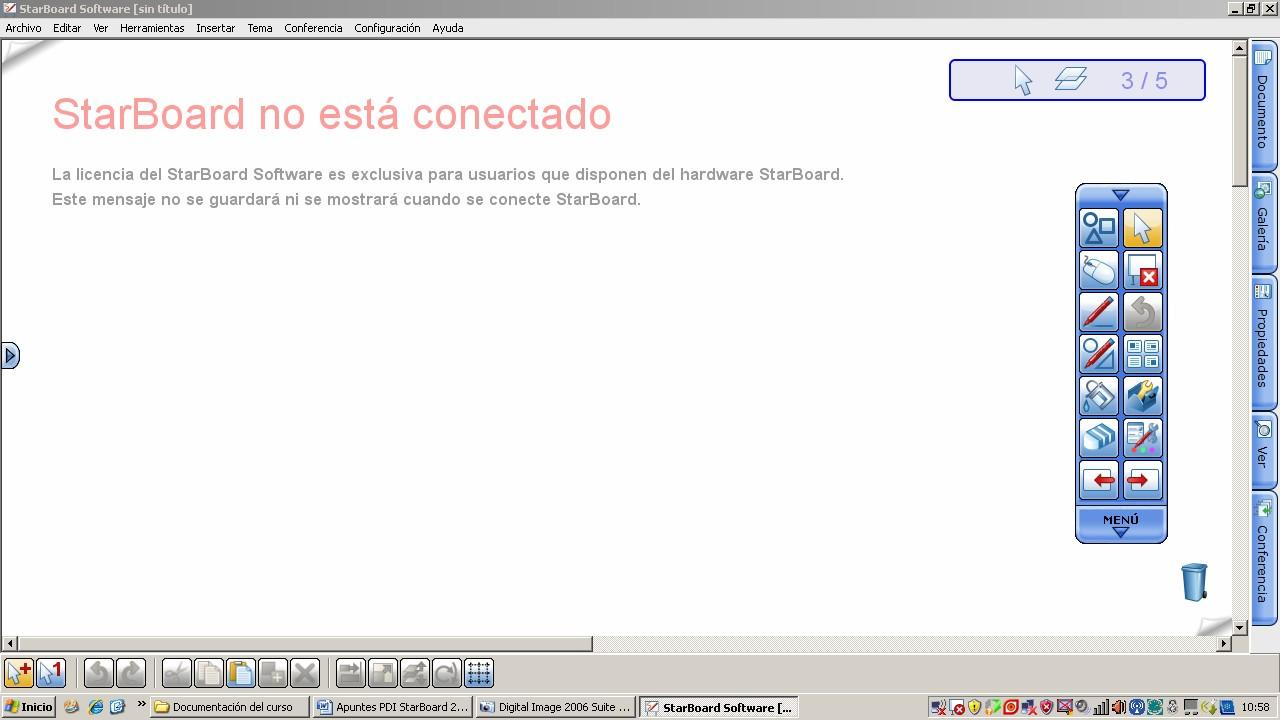 StarBoard Software [sin título]
Archivo Editar Ver Herramientas Insertar Tema Conferencia Configuración Ayuda
3 / 5
StarBoard no está conectado
La licencia del StarBoard Software es exclusiva para usuarios que disponen del hardware StarBoard.
Este mensaje no se guardará ni se mostrará cuando se conecte StarBoard.
Documento
Galería
Propiedades
Ver
Conferencia
MENÚ
1
Inicio » Documentación del curso Apuntes PDI StarBoard 2... Digital Image 2006 Suite ... StarBoard Software [... 10:58